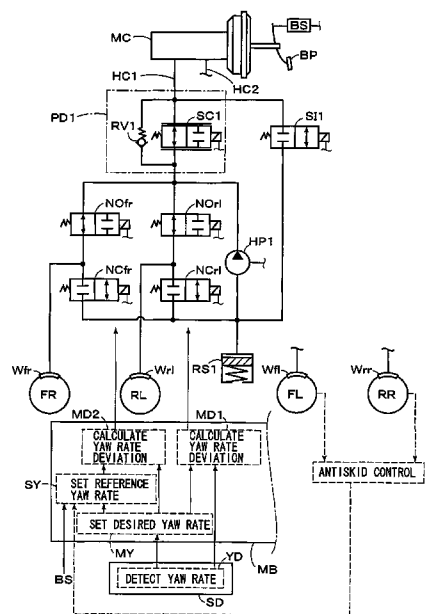 MC
BS
BP
HC1
HC2
PD1
RV1
SC1
SI1
NOfr
NOrl
HP1
NCfr
NCrl
RS1
Wfr
Wrl
Wfl
Wrr
FR
RL
FL
RR
MD2
MD1
CALCULATE
YAW RATE
DEVIATION
CALCULATE
YAW RATE
DEVIATION
ANTISKID CONTROL
SY
SET REFERENCE
YAW RATE
SET DESIRED YAW RATE
BS
MY
MB
YD
DETECT YAW RATE
SD